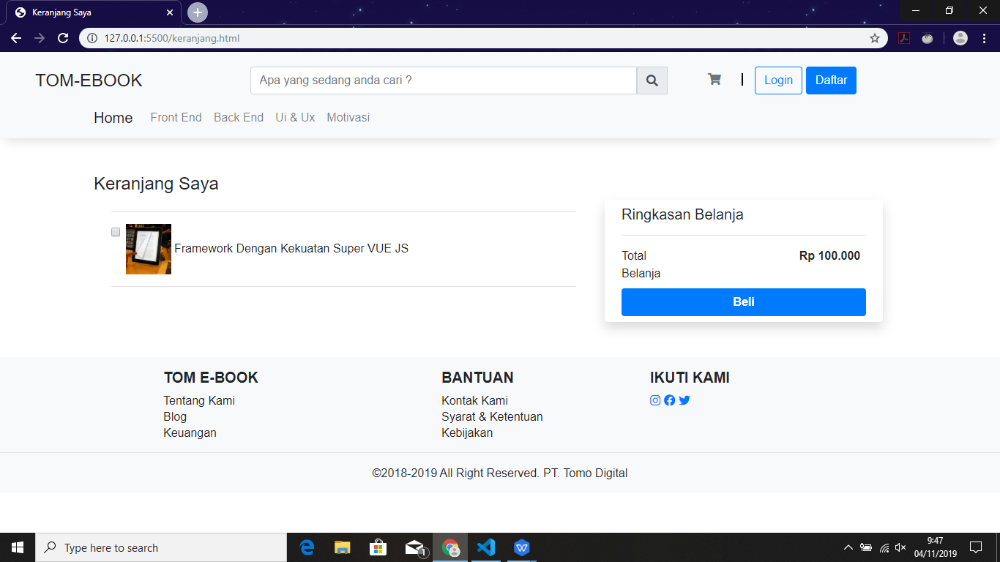 Keranjang Saya
127.0.0.1:5500/keranjang.html
TOM-EBOOK
Apa yang sedang anda cari ?
Login
Daftar
Home
Front End
Back End
Ui & Ux
Motivasi
Keranjang Saya
Framework Dengan Kekuatan Super VUE JS
Ringkasan Belanja
Total
Belanja
Rp 100.000
Beli
TOM E-BOOK
Tentang Kami
Blog
Keuangan
BANTUAN
Kontak Kami
Syarat & Ketentuan
Kebijakan
IKUTI KAMI
©2018-2019 All Right Reserved. PT. Tomo Digital
Type here to search
1
9:47
04/11/2019